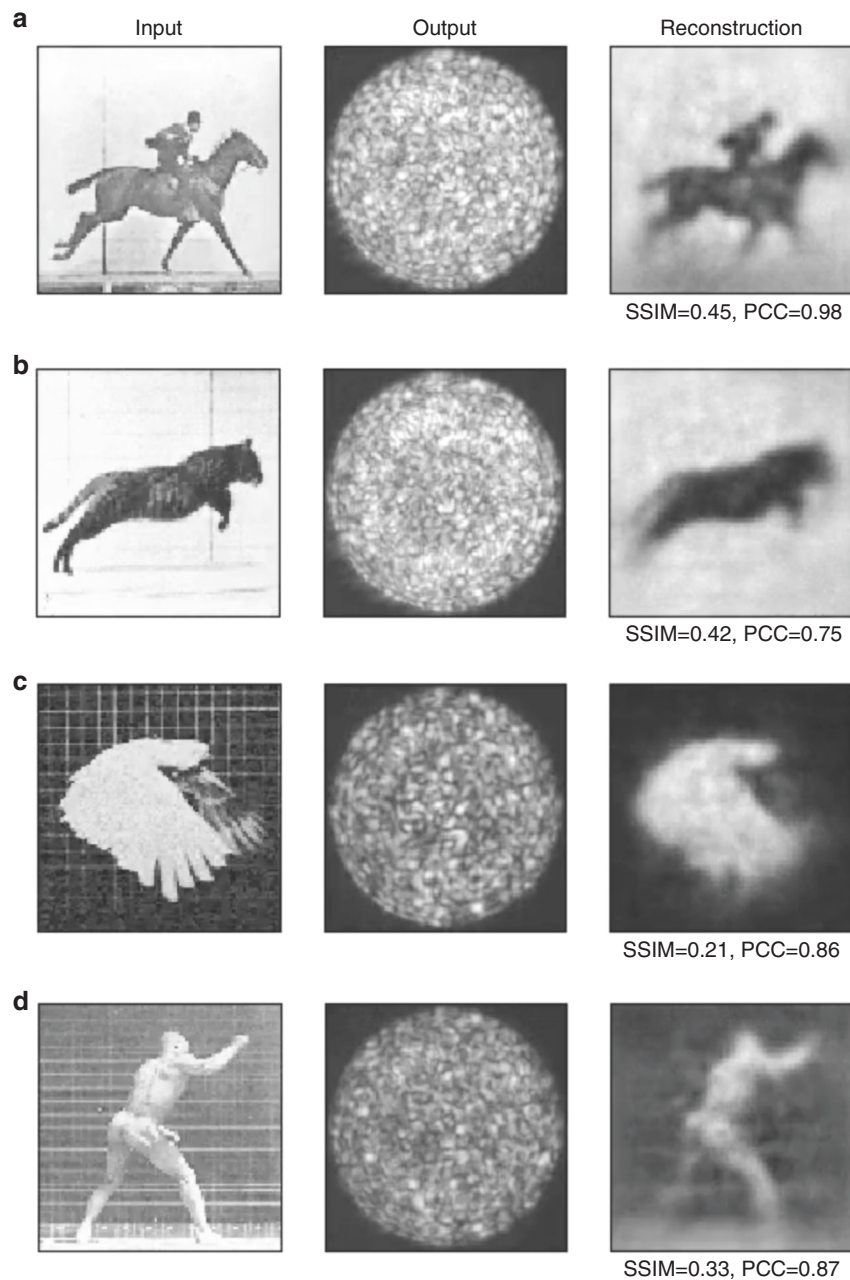 a
Input Output Reconstruction
SSIM=0.45, PCC=0.98
b
SSIM=0.42, PCC=0.75
c
SSIM=0.21, PCC=0.86
d
SSIM=0.33, PCC=0.87